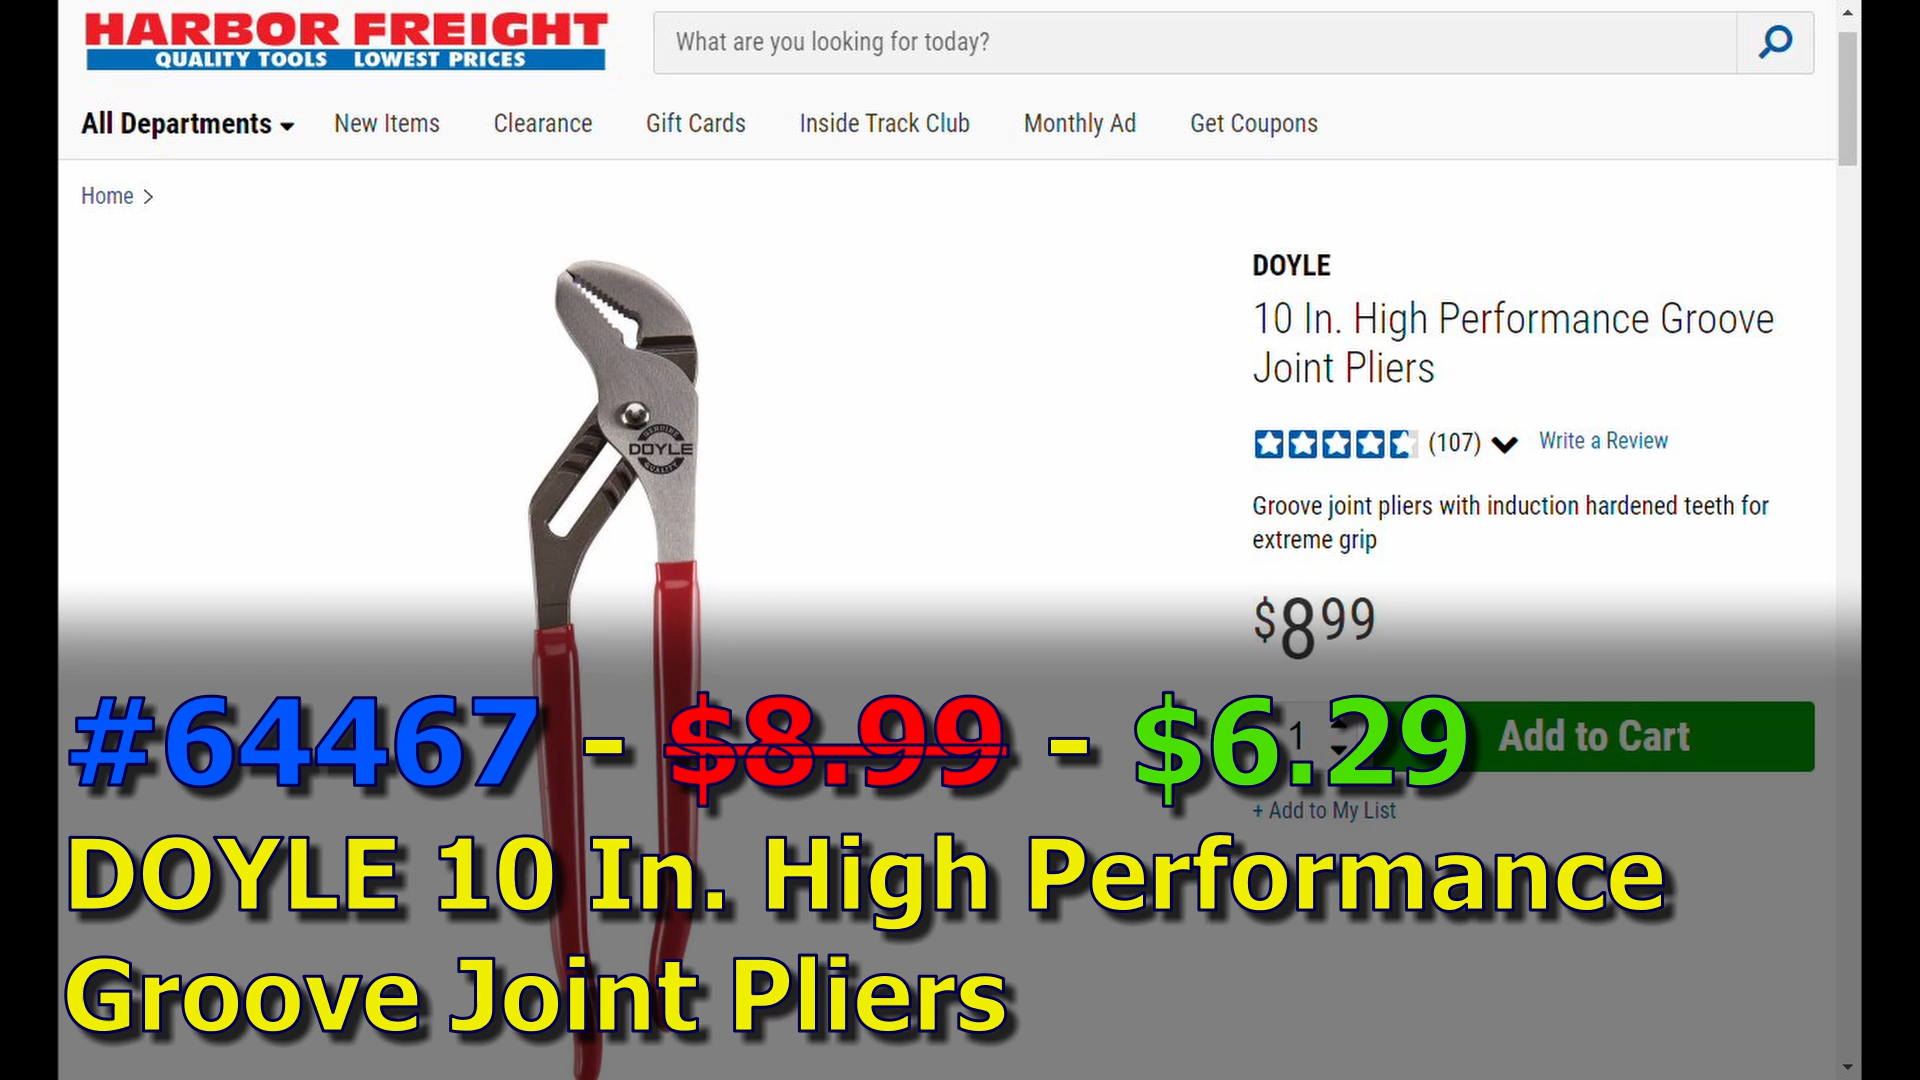 HARBOR FREIGHT
QUALITY TOOLS LOWEST PRICES
What are you looking for today?
All Departments New Items Clearance Gift Cards Inside Track Club Monthly Ad Get Coupons
Home >
GENUINE
DOYLE
QUALITY
DOYLE
10 In. High Performance Groove
Joint Pliers
(107) Write a Review
Groove joint pliers with induction hardened teeth for
extreme grip
$899
1 Add to Cart
+ Add to My List
#64467 - $8.99 - $6.29
DOYLE 10 In. High Performance
Groove Joint Pliers